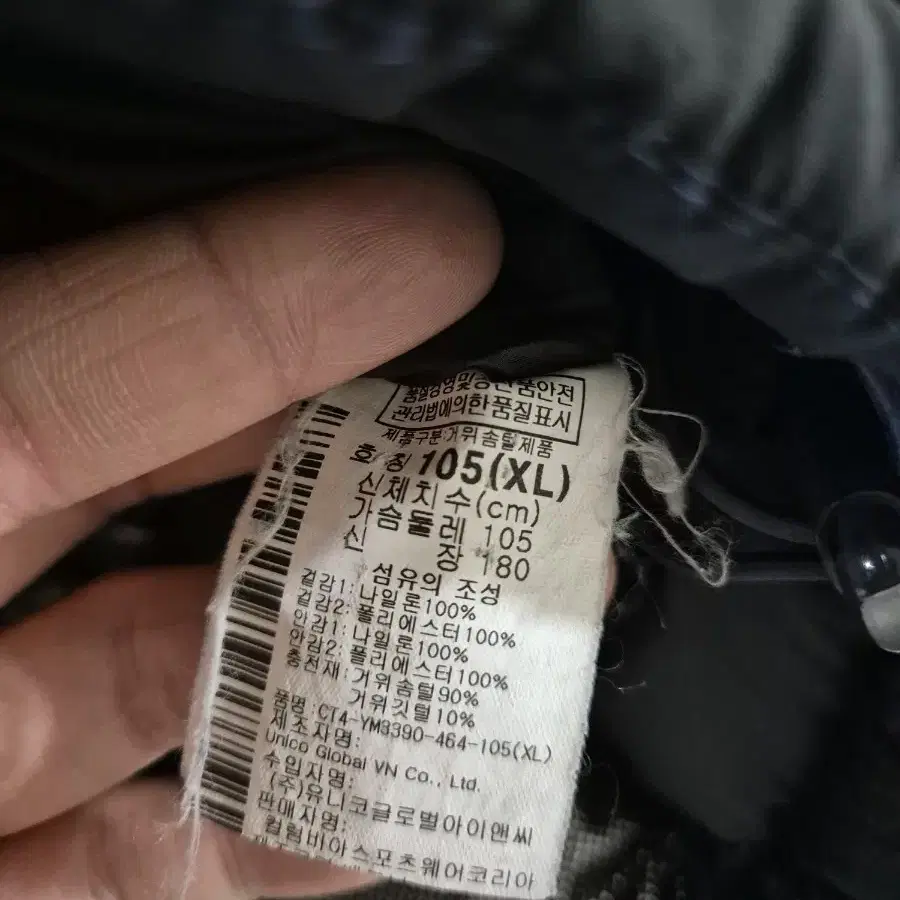 품질경영및공산품안전
관리법에의한품질표시
제품구분:거위솜털제품
호 칭 105(XL)
신체치수(cm)
가슴둘레 105
신 장 180
섬유의 조성
겉감1: 나일론100%
겉감2: 폴리에스터100%
안감1: 나일론100%
안감2: 폴리에스터100%
충전재: 거위솜털90%
거위깃털10%
품명: CT4-YM3390-464-105(XL)
제조자명:
Unico Global VN Co., Ltd.
수입자명:
(주)유니코글로벌아이앤씨
판매자명:
컬럼비아스포츠웨어코리아